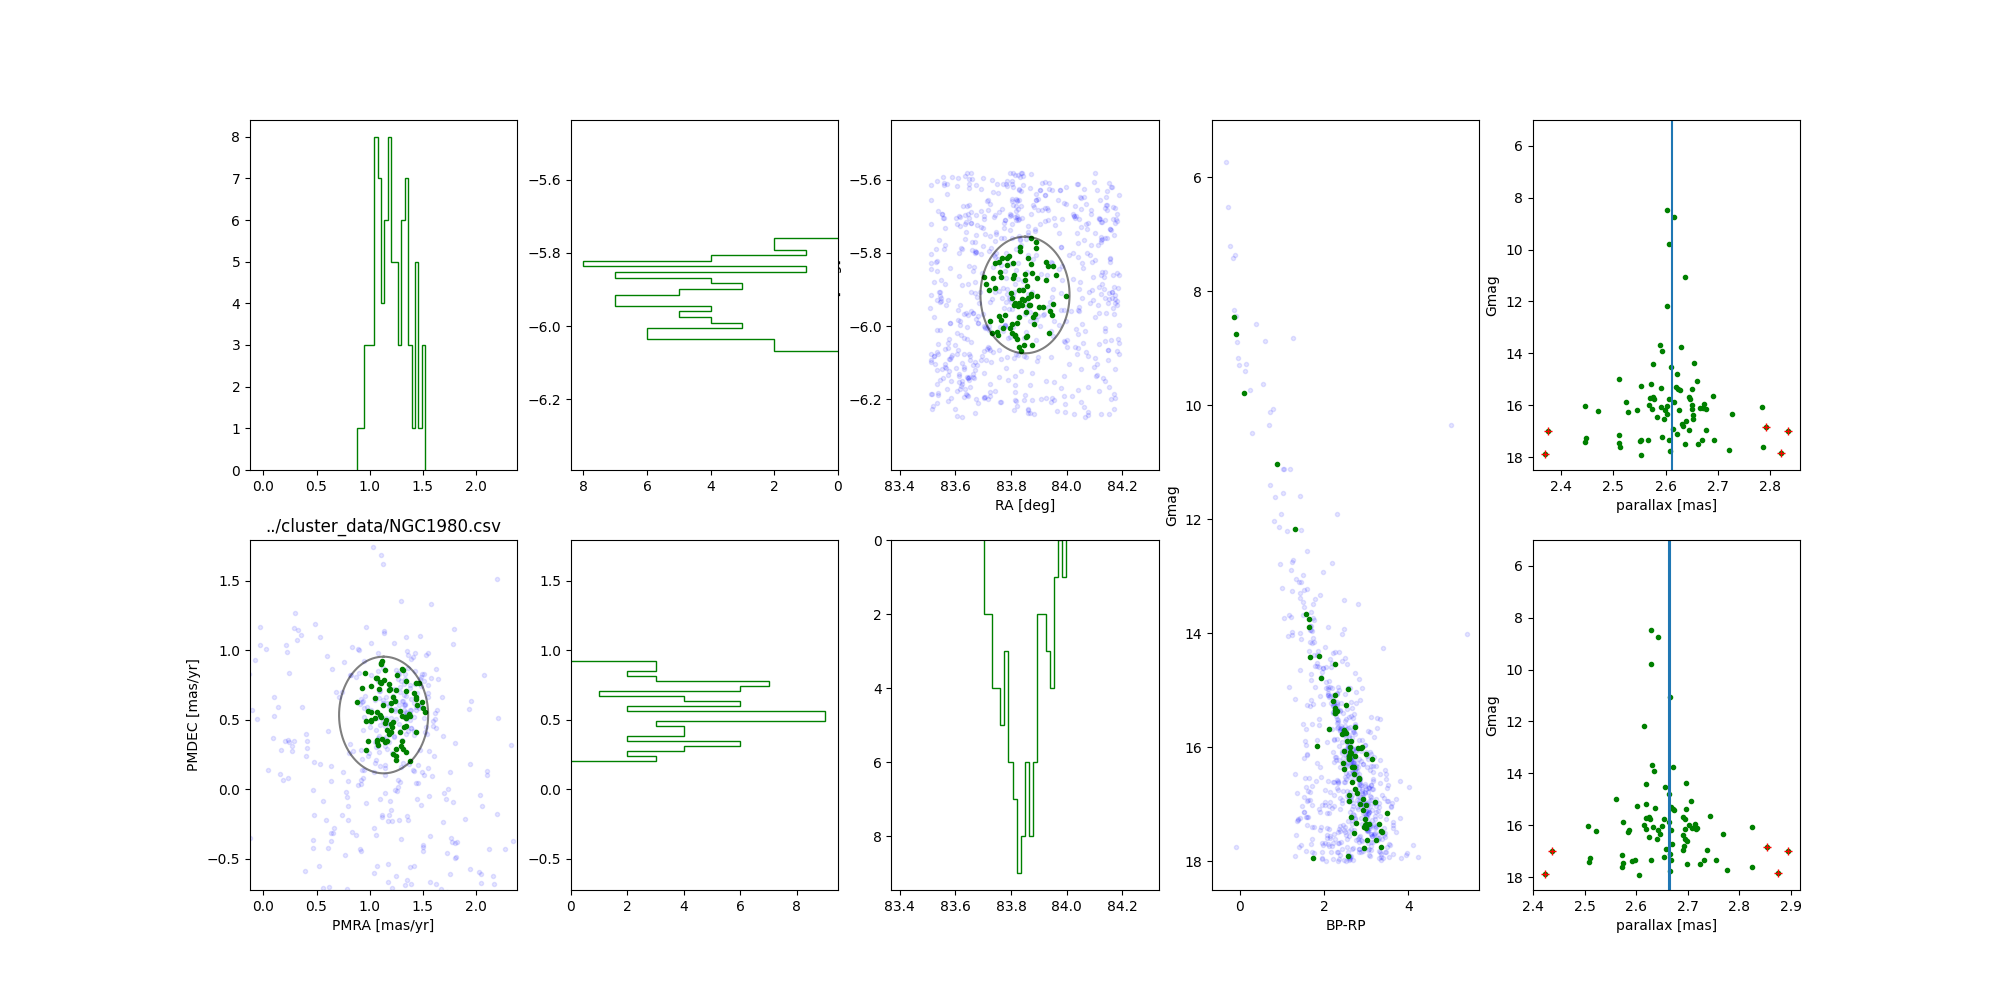 8
7
6
5
4
3
2
1
0
0.0 0.5 1.0 1.5 2.0
−5.6
−5.8
−6.0
−6.2
8 6 4 2 0
−5.6
−5.8
−6.0
−6.2
83.4 83.6 83.8 84.0 84.2
RA [deg]
6
8
10
12
14
16
18
Gmag
0 2 4
BP-RP
6
8
10
12
14
16
18
Gmag
2.4 2.5 2.6 2.7 2.8
parallax [mas]
../cluster_data/NGC1980.csv
1.5
1.0
0.5
0.0
−0.5
PMDEC [mas/yr]
0.0 0.5 1.0 1.5 2.0
PMRA [mas/yr]
1.5
1.0
0.5
0.0
−0.5
0 2 4 6 8
0
2
4
6
8
83.4 83.6 83.8 84.0 84.2
6
8
10
12
14
16
18
Gmag
2.4 2.5 2.6 2.7 2.8 2.9
parallax [mas]